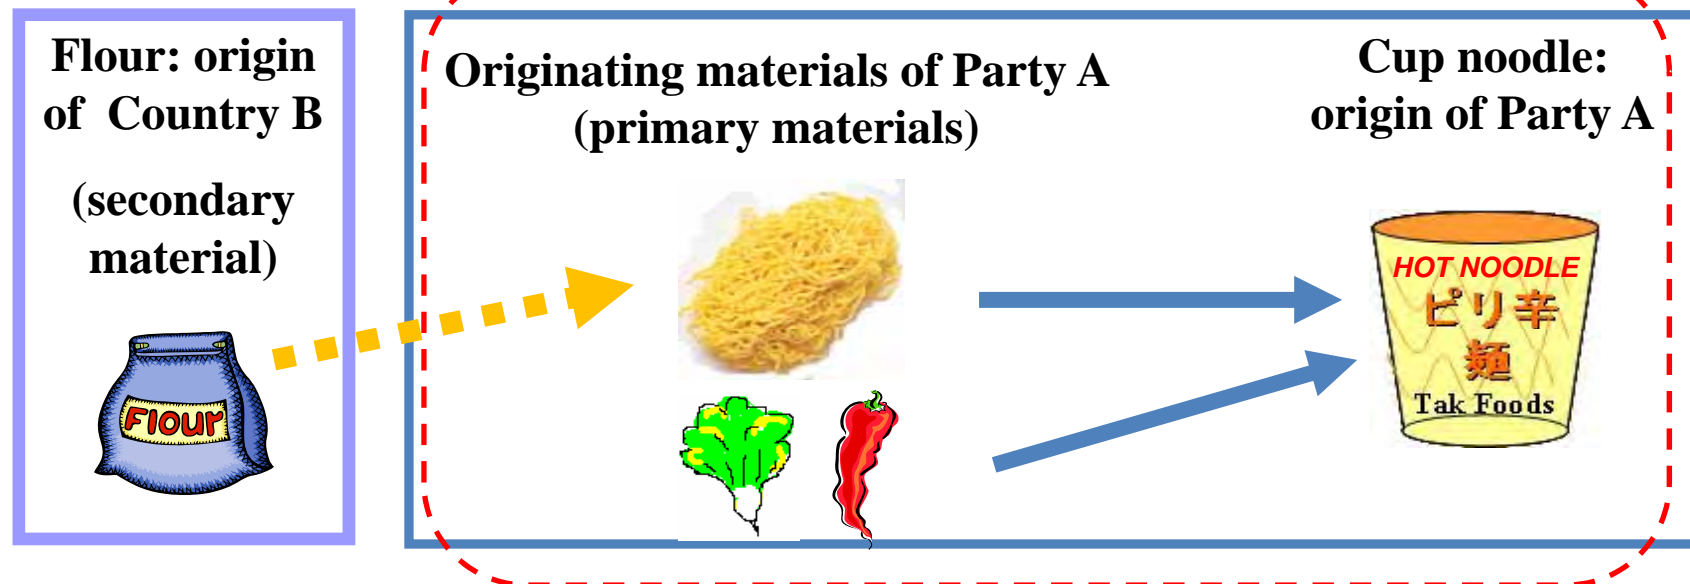 Flour: origin
of Country B
(secondary
material)
FLOUR
Originating materials of Party A
(primary materials)
Cup noodle:
origin of Party A
HOT NOODLE
ピリ辛
麺
Tak Foods